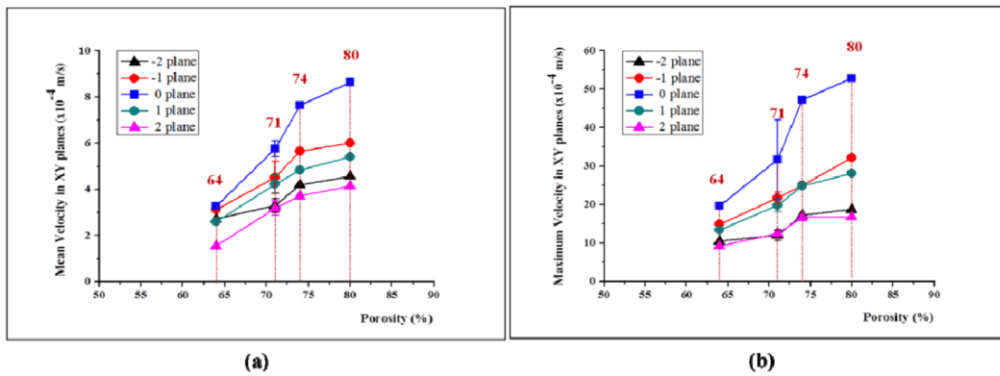 (a)
Mean Velocity in XY planes (x10⁻⁴ m/s)
10
8
6
4
2
0
-2 plane
-1 plane
0 plane
1 plane
2 plane
64
71
74
80
50 55 60 65 70 75 80 85 90
Porosity (%)
(b)
Maximum Velocity in XY planes (x10⁻⁴ m/s)
60
50
40
30
20
10
0
-2 plane
-1 plane
0 plane
1 plane
2 plane
64
71
74
80
50 55 60 65 70 75 80 85 90
Porosity (%)
(a)
(b)